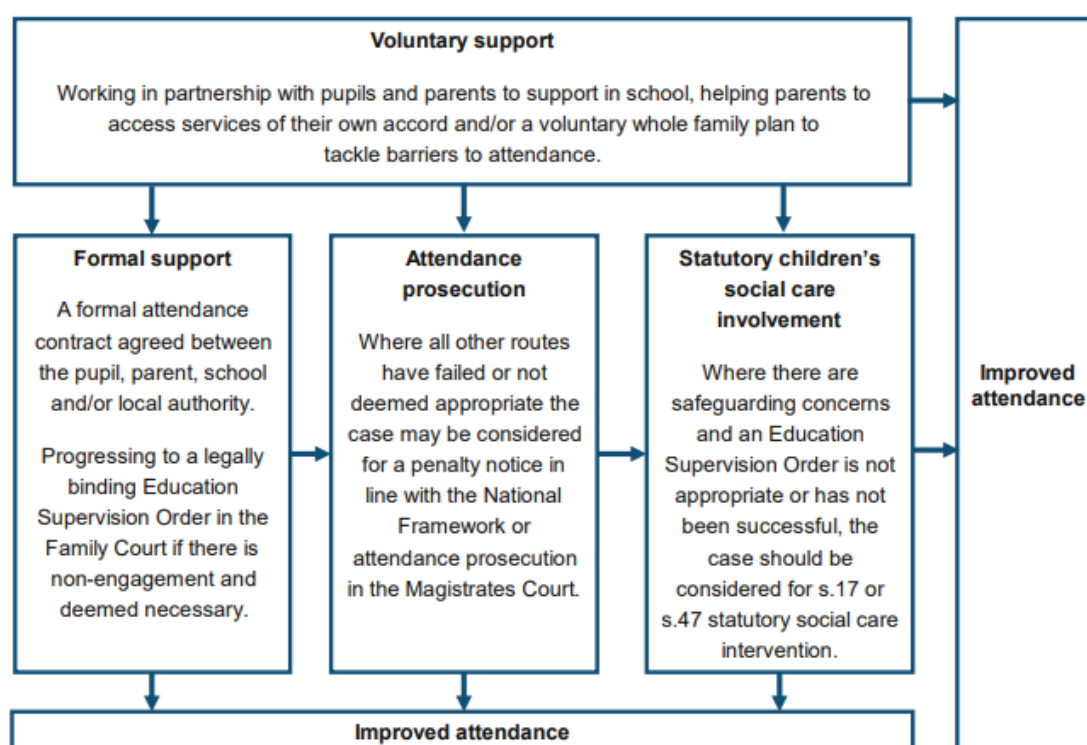 Voluntary support
Working in partnership with pupils and parents to support in school, helping parents to
access services of their own accord and/or a voluntary whole family plan to
tackle barriers to attendance.
Formal support
A formal attendance
contract agreed between
the pupil, parent, school
and/or local authority.
Progressing to a legally
binding Education
Supervision Order in the
Family Court if there is
non-engagement and
deemed necessary.
Attendance
prosecution
Where all other routes
have failed or not
deemed appropriate the
case may be considered
for a penalty notice in
line with the National
Framework or
attendance prosecution
in the Magistrates Court.
Statutory children’s
social care
involvement
Where there are
safeguarding concerns
and an Education
Supervision Order is not
appropriate or has not
been successful, the
case should be
considered for s.17 or
s.47 statutory social care
intervention.
Improved
attendance
Improved attendance